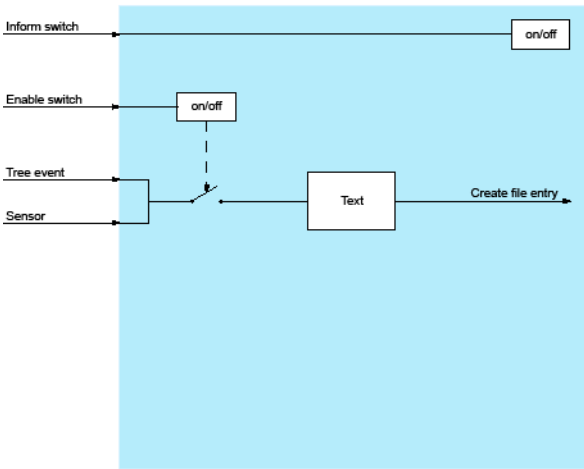 Inform switch
on/off
Enable switch
on/off
Tree event
Sensor
Text
Create file entry